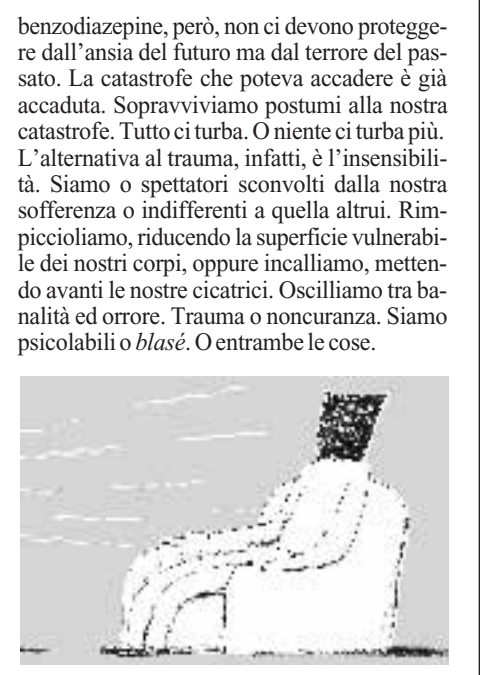 benzodiazepine, però, non ci devono protegge-
re dall’ansia del futuro ma dal terrore del pas-
sato. La catastrofe che poteva accadere è già
accaduta. Sopravviviamo postumi alla nostra
catastrofe. Tutto ci turba. O niente ci turba più.
L’alternativa al trauma, infatti, è l’insensibili-
tà. Siamo o spettatori sconvolti dalla nostra
sofferenza o indifferenti a quella altrui. Rim-
piccioliamo, riducendo la superficie vulnerabi-
le dei nostri corpi, oppure incalliamo, metten-
do avanti le nostre cicatrici. Oscilliamo tra ba-
nalità ed orrore. Trauma o noncuranza. Siamo
psicolabili o blasé. O entrambe le cose.